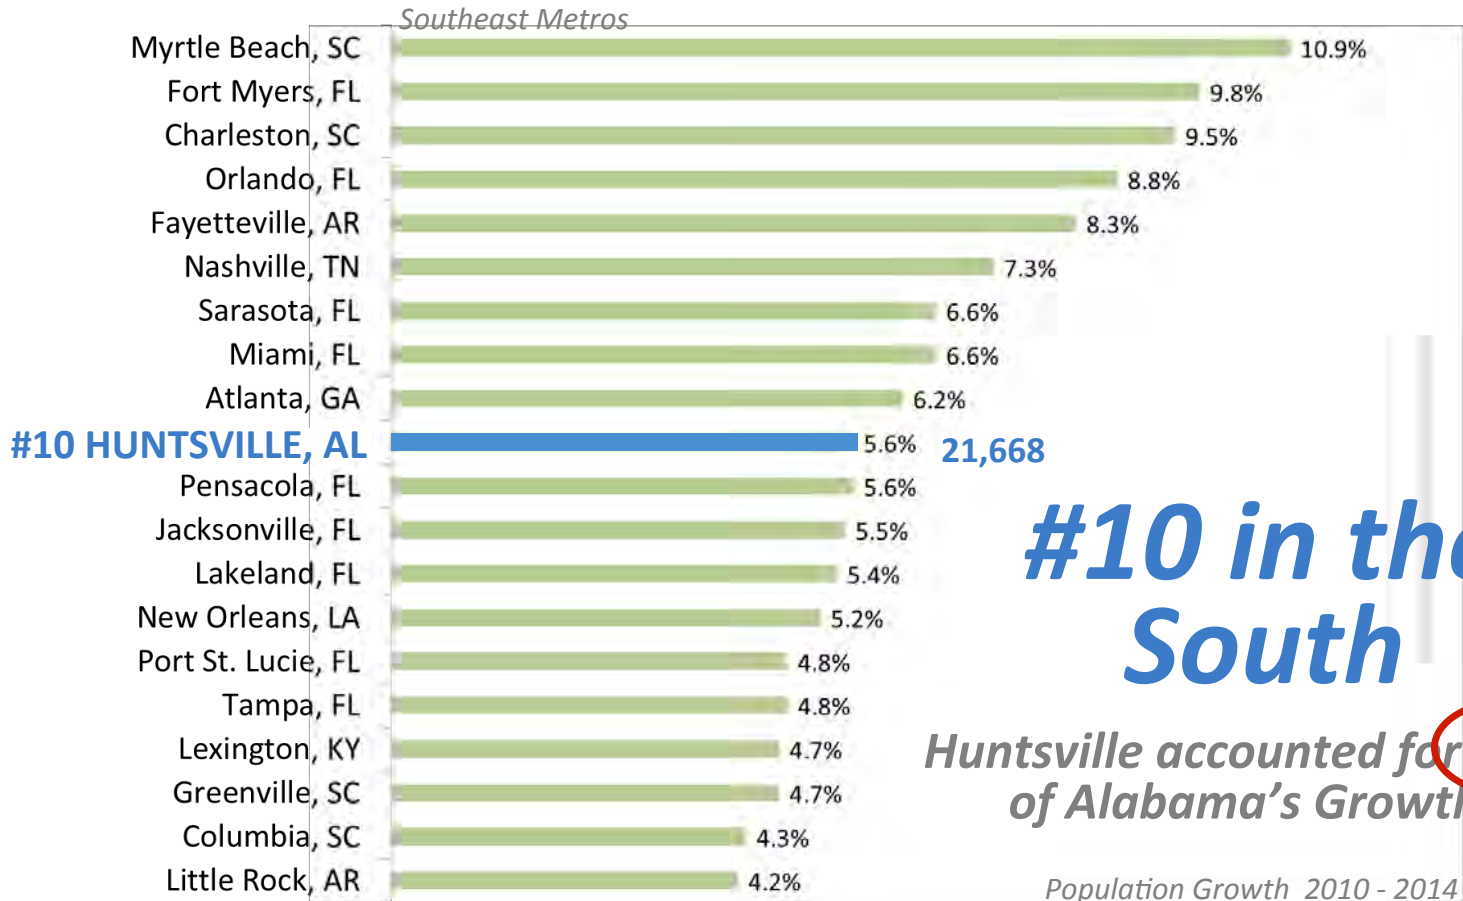 Southeast Metros
Myrtle Beach, SC 10.9%
Fort Myers, FL 9.8%
Charleston, SC 9.5%
Orlando, FL 8.8%
Fayetteville, AR 8.3%
Nashville, TN 7.3%
Sarasota, FL 6.6%
Miami, FL 6.6%
Atlanta, GA 6.2%
#10 HUNTSVILLE, AL 5.6% 21,668
Pensacola, FL 5.6%
Jacksonville, FL 5.5%
Lakeland, FL 5.4%
New Orleans, LA 5.2%
Port St. Lucie, FL 4.8%
Tampa, FL 4.8%
Lexington, KY 4.7%
Greenville, SC 4.7%
Columbia, SC 4.3%
Little Rock, AR 4.2%
#10 in the
South
Huntsville accounted for
of Alabama's Growth
Population Growth 2010 - 2014